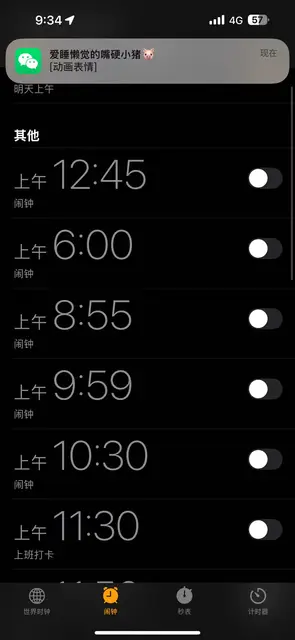 9:34
4G 57
爱睡懒觉的嘴硬小猪🐷
现在
[动画表情]
明天上午
其他
上午 12:45
闹钟
上午 6:00
闹钟
上午 8:55
闹钟
上午 9:59
闹钟
上午 10:30
闹钟
上午 11:30
上班打卡
世界时钟 闹钟 秒表 计时器